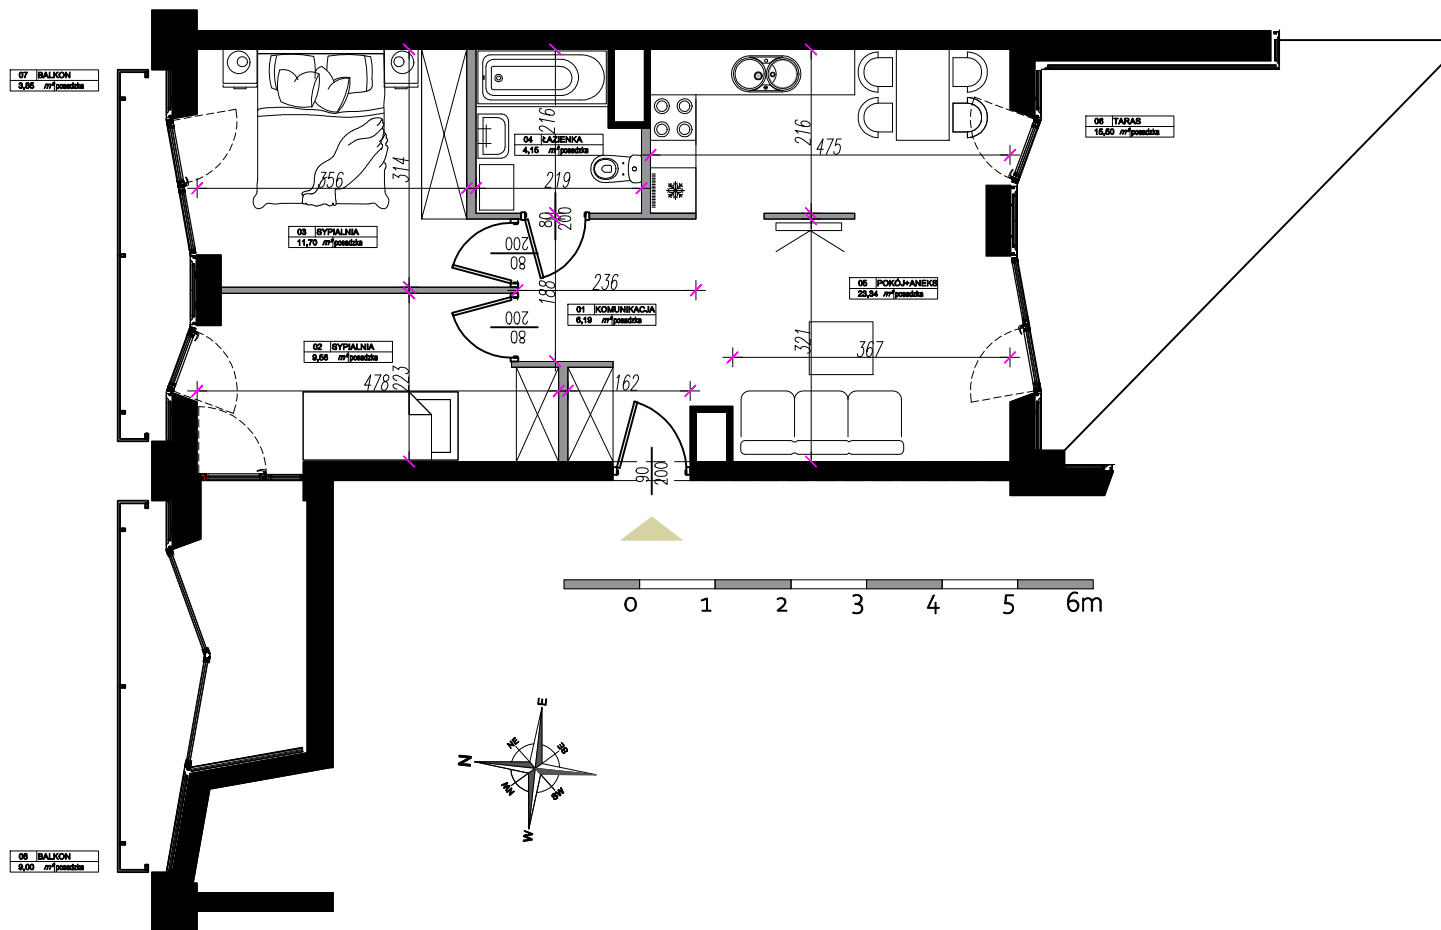 07 BALKON
3,85 m² posadzka
04 ŁAZIENKA
4,15 m² posadzka
06 TARAS
15,50 m² posadzka
03 SYPIALNIA
11,70 m² posadzka
05 POKÓJ+ANEKS
23,34 m² posadzka
01 KOMUNIKACJA
6,19 m² posadzka
02 SYPIALNIA
9,56 m² posadzka
08 BALKON
9,00 m² posadzka
216
216
475
314
356
219
80
200
200
80
188
236
200
80
321
367
478
223
162
90
200
0 1 2 3 4 5 6m
E
NE
SE
N
NW
SW
W